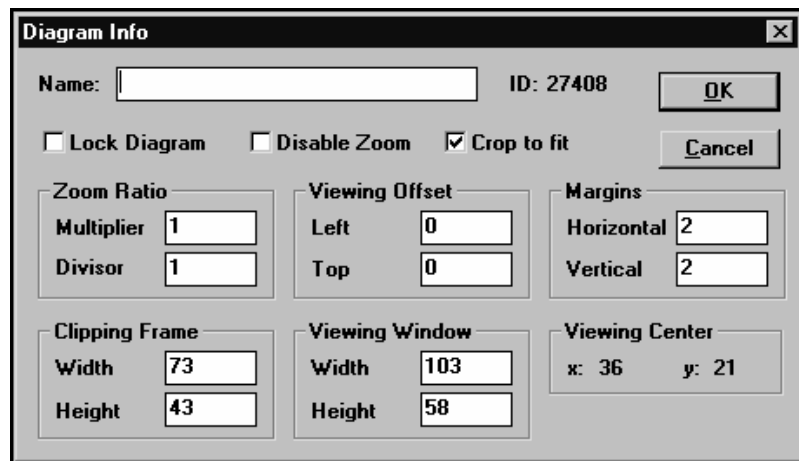 Diagram Info
Name: ID: 27408 OK
Lock Diagram Disable Zoom Crop to fit Cancel
Zoom Ratio Viewing Offset Margins
Multiplier 1 Left 0 Horizontal 2
Divisor 1 Top 0 Vertical 2
Clipping Frame Viewing Window Viewing Center
Width 73 Width 103 x: 36 y: 21
Height 43 Height 58